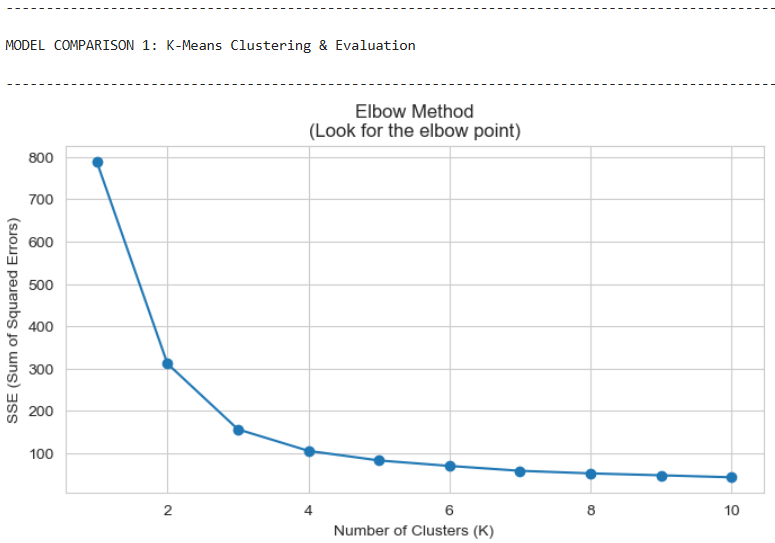 --------------------------------------------------------------------------------
MODEL COMPARISON 1: K-Means Clustering & Evaluation
--------------------------------------------------------------------------------
Elbow Method
(Look for the elbow point)
SSE (Sum of Squared Errors)
800
700
600
500
400
300
200
100
2 4 6 8 10
Number of Clusters (K)